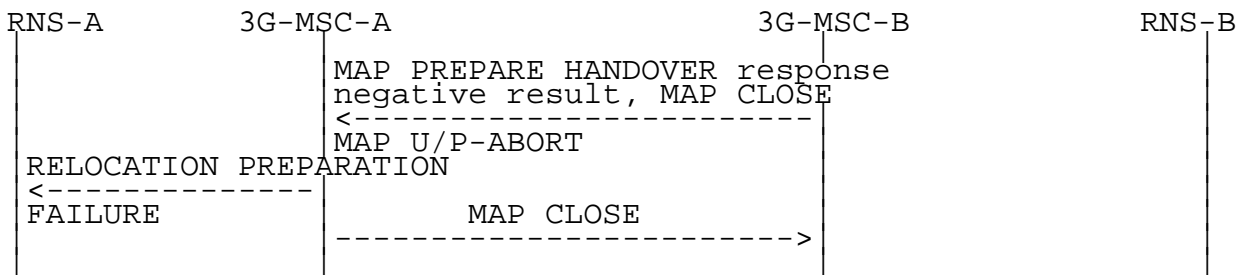 RNS-A 3G-MSC-A 3G-MSC-B RNS-B
MAP PREPARE HANDOVER response
negative result, MAP CLOSE
<------------------------
MAP U/P-ABORT
RELOCATION PREPARATION
<--------------
FAILURE MAP CLOSE
------------------------>